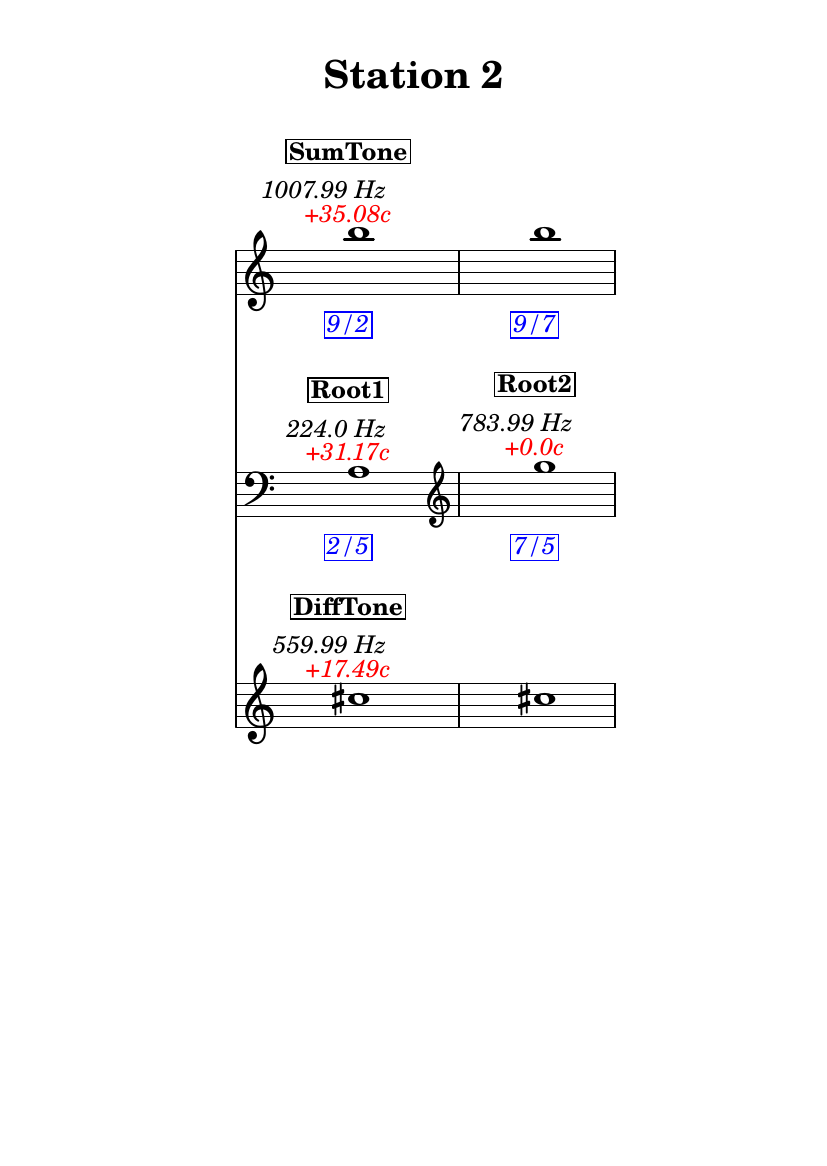 Station 2
SumTone
1007.99 Hz
+35.08c
9/2
9/7
Root1
224.0 Hz
+31.17c
Root2
783.99 Hz
+0.0c
2/5
7/5
DiffTone
559.99 Hz
+17.49c